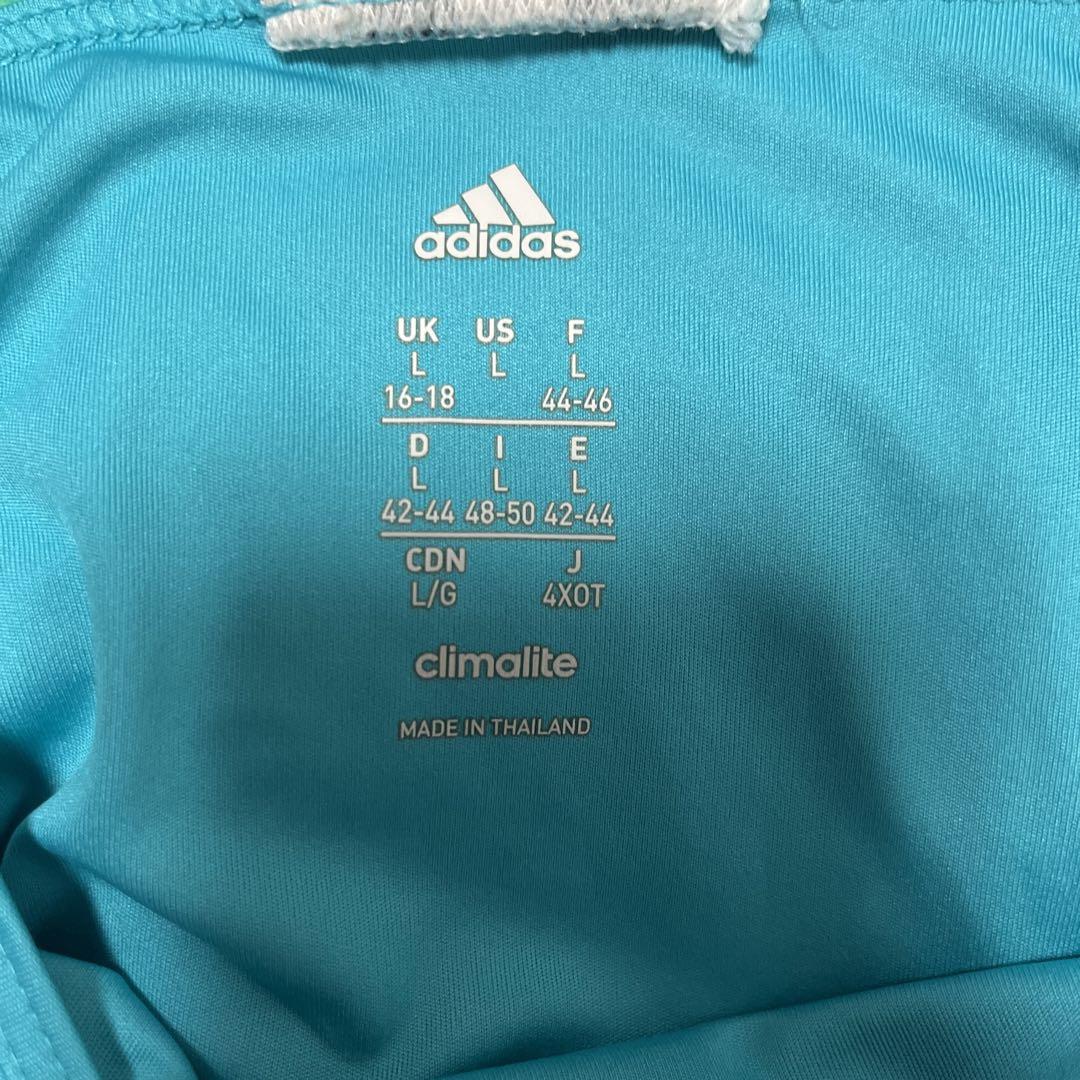 adidas
UK US F
L L L
16-18 44-46
D I E
L L L
42-44 48-50 42-44
CDN J
L/G 4XOT
climalite
MADE IN THAILAND